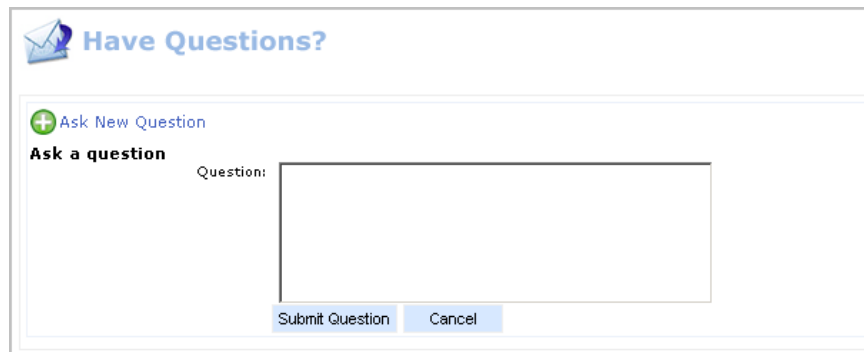 Have Questions?
Ask New Question
Ask a question
Question:
Submit Question Cancel